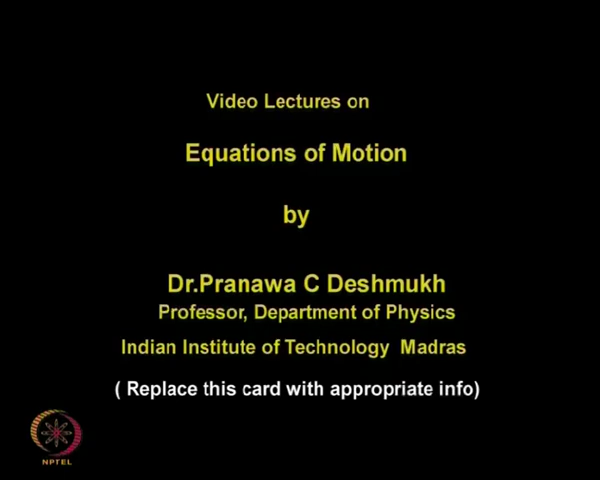 Video Lectures on
Equations of Motion
by
Dr.Pranawa C Deshmukh
Professor, Department of Physics
Indian Institute of Technology Madras
( Replace this card with appropriate info)
NPTEL